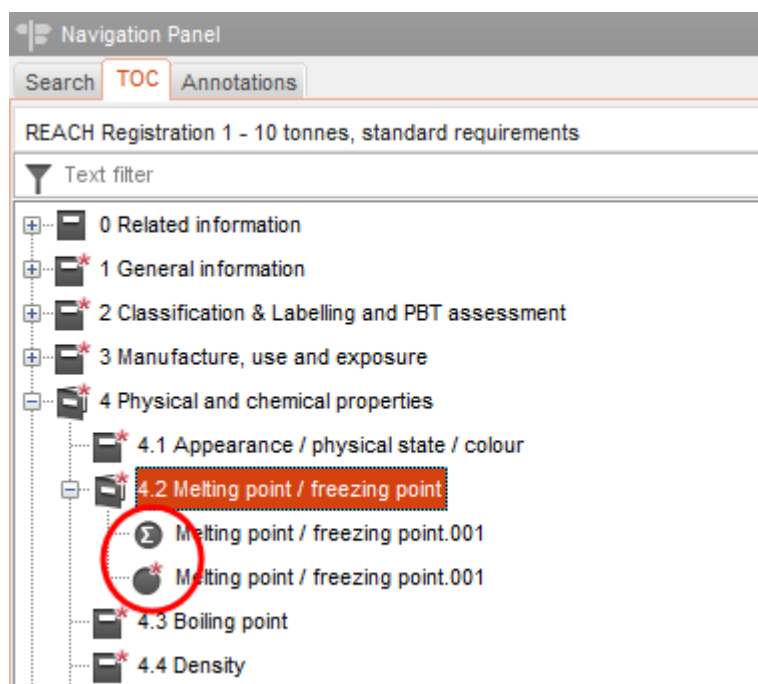 Navigation Panel
Search TOC Annotations
REACH Registration 1 - 10 tonnes, standard requirements
Text filter
0 Related information
* 1 General information
* 2 Classification & Labelling and PBT assessment
* 3 Manufacture, use and exposure
* 4 Physical and chemical properties
* 4.1 Appearance / physical state / colour
* 4.2 Melting point / freezing point
Σ Melting point / freezing point.001
* Melting point / freezing point.001
* 4.3 Boiling point
* 4.4 Density